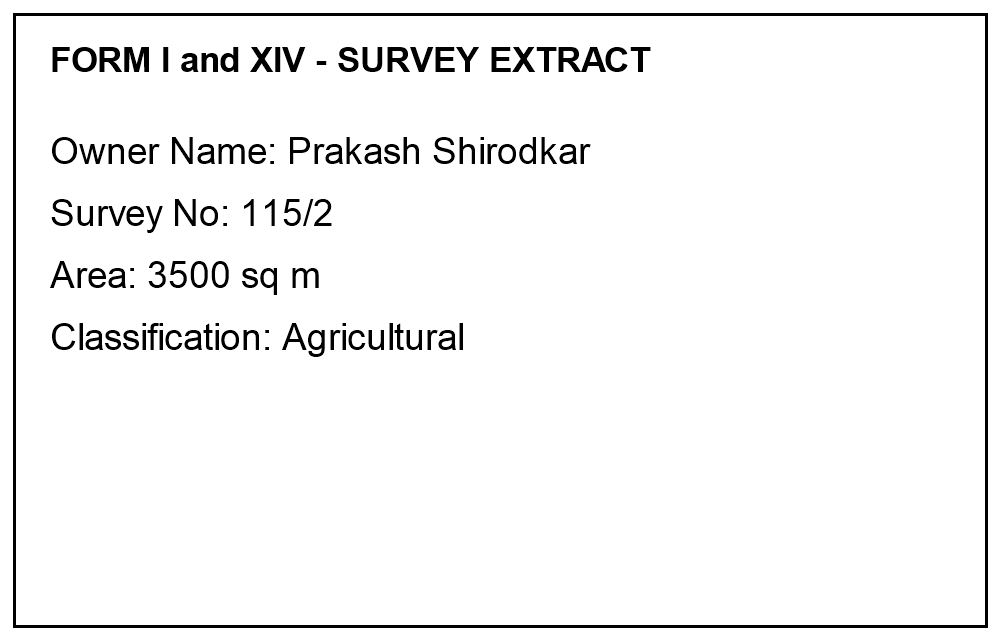 FORM I and XIV - SURVEY EXTRACT
Owner Name: Prakash Shirodkar
Survey No: 115/2
Area: 3500 sq m
Classification: Agricultural